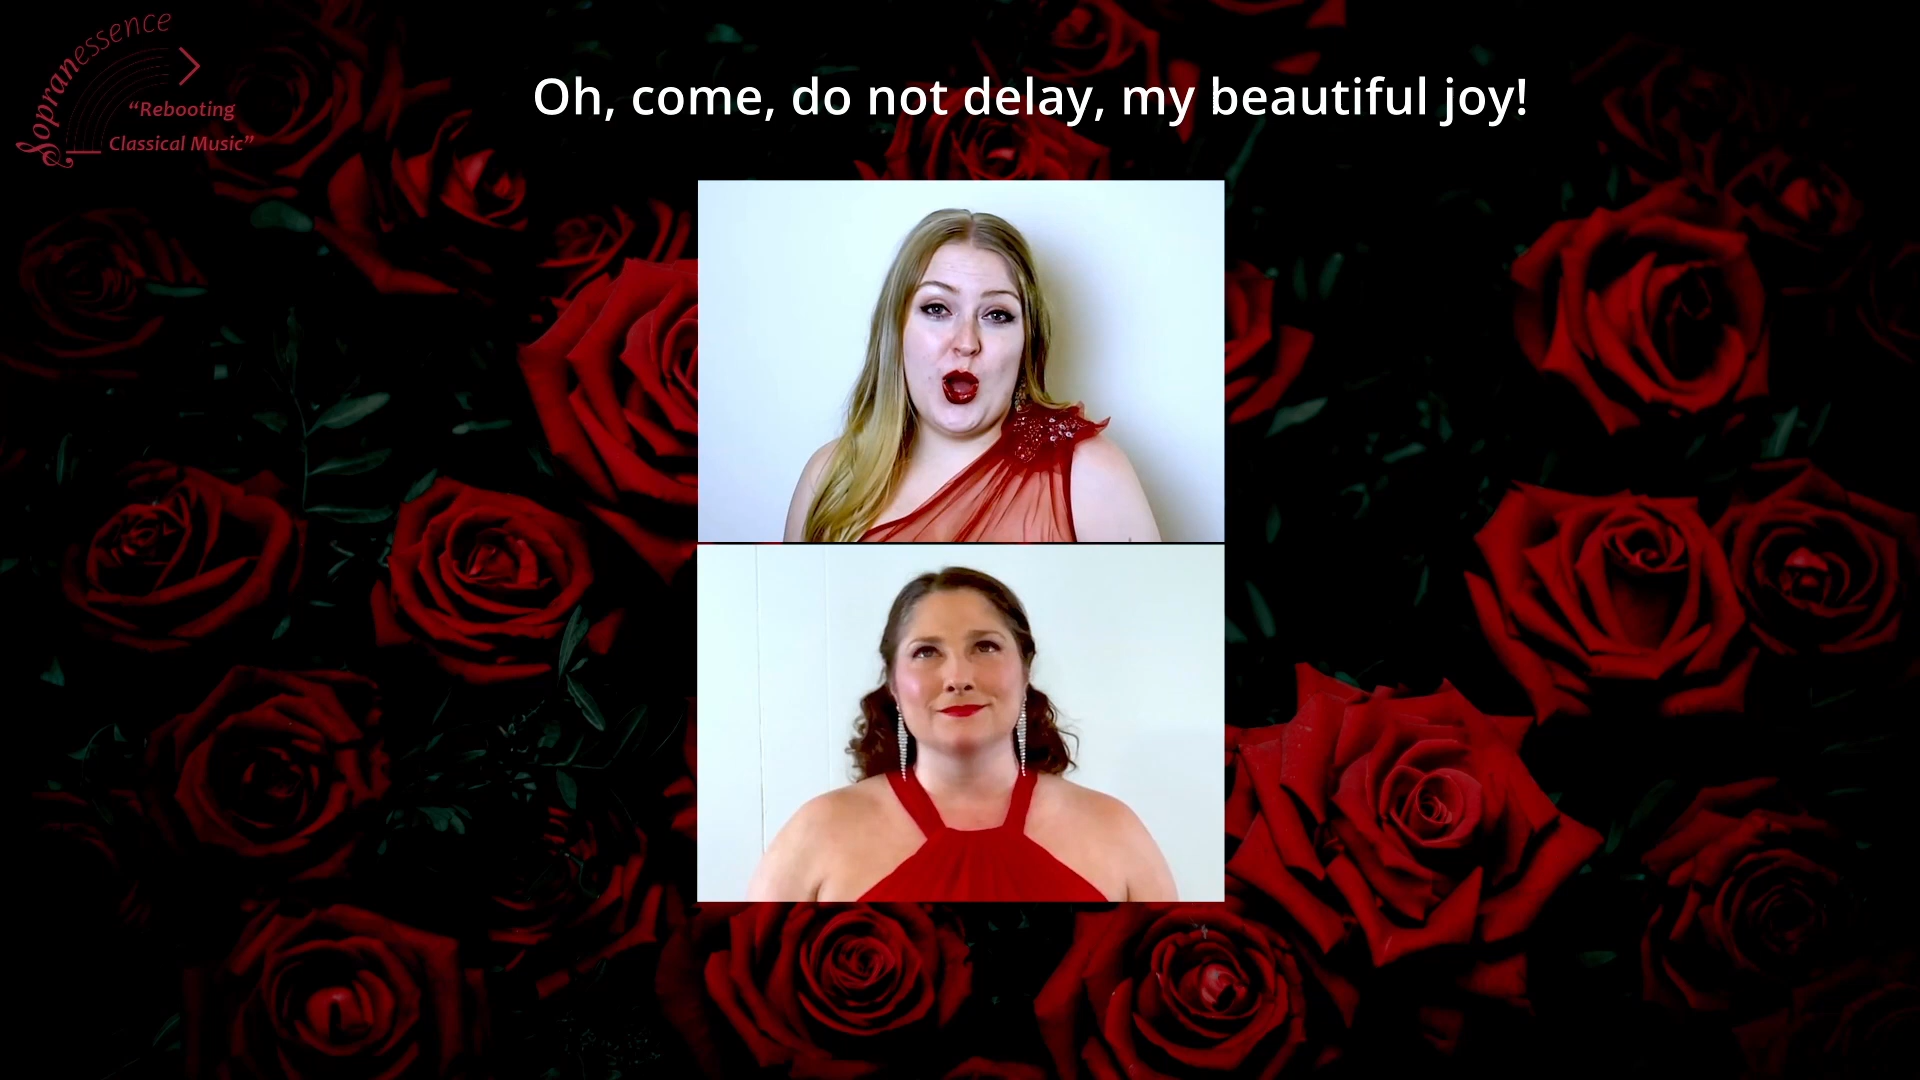 Sopranessence
"Rebooting
Classical Music"
Oh, come, do not delay, my beautiful joy!